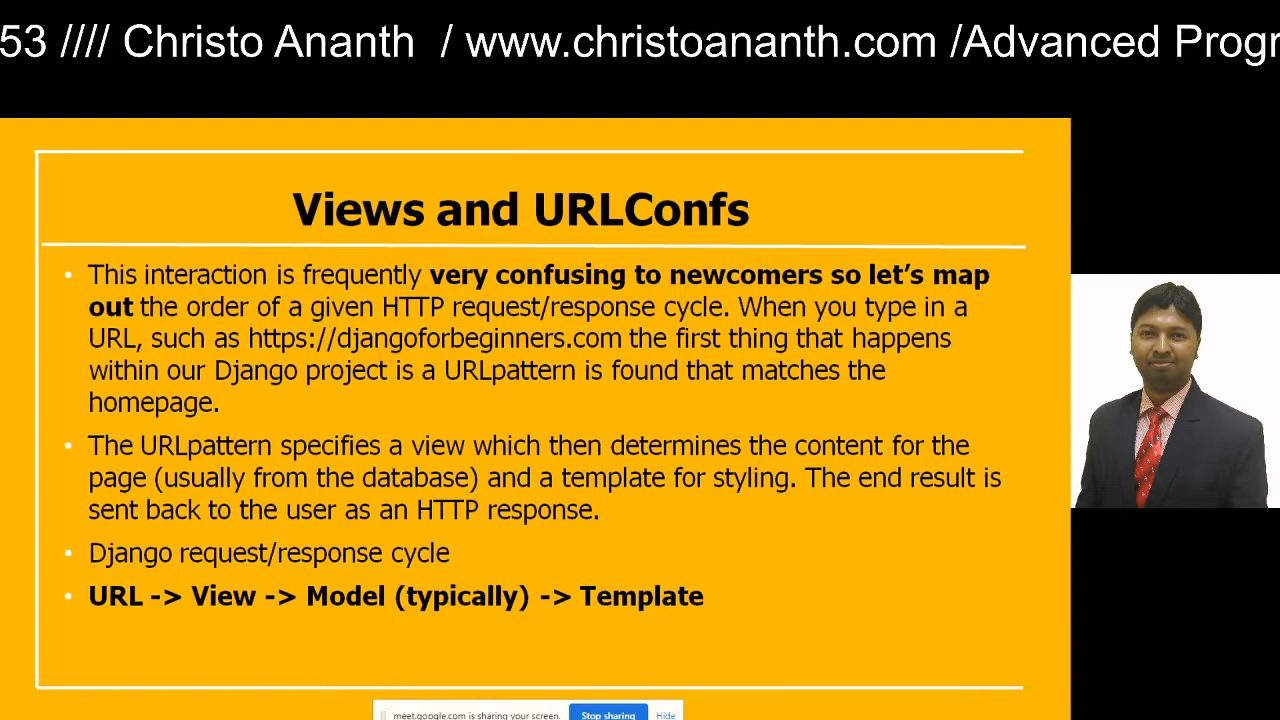 53 //// Christo Ananth / www.christoananth.com /Advanced Progr
Views and URLConfs
• This interaction is frequently very confusing to newcomers so let’s map
out the order of a given HTTP request/response cycle. When you type in a
URL, such as https://djangoforbeginners.com the first thing that happens
within our Django project is a URLpattern is found that matches the
homepage.
• The URLpattern specifies a view which then determines the content for the
page (usually from the database) and a template for styling. The end result is
sent back to the user as an HTTP response.
• Django request/response cycle
• URL -> View -> Model (typically) -> Template
meet.google.com is sharing your screen. Stop sharing Hide